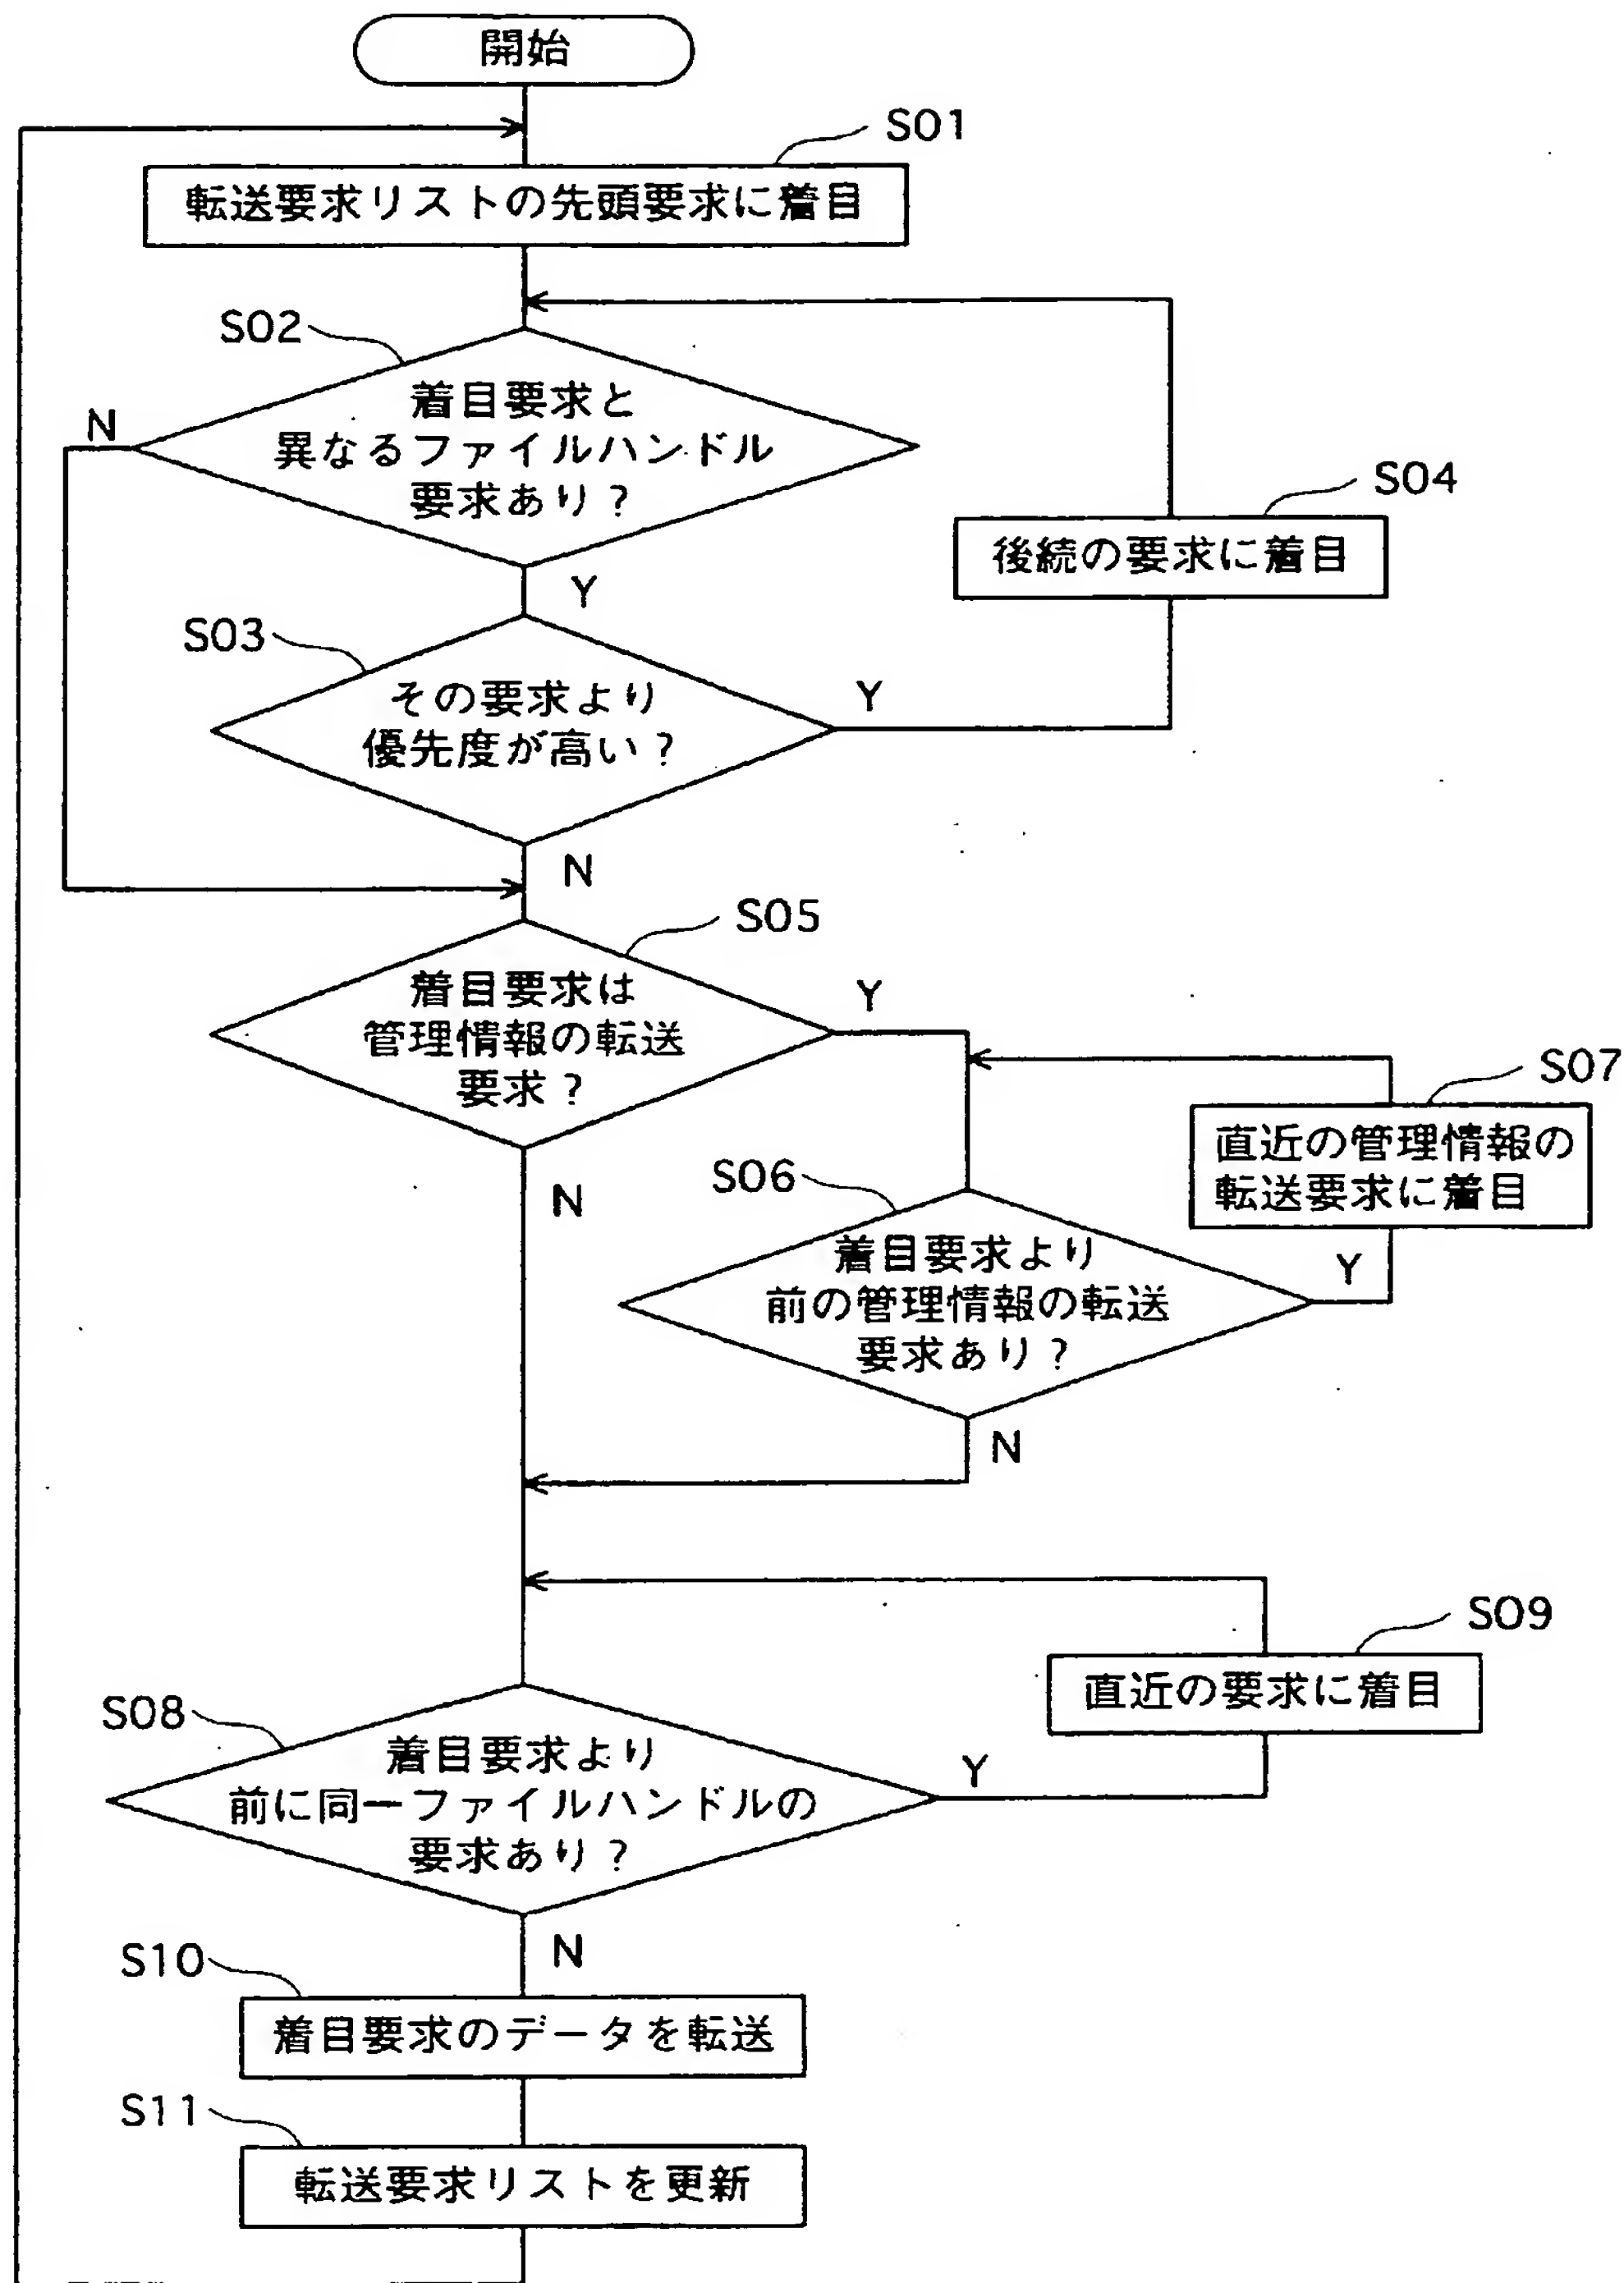 開始
S01
転送要求リストの先頭要求に着目
S02
N
着目要求と
異なるファイルハンドル
要求あり?
Y
S04
後続の要求に着目
S03
その要求より
優先度が高い?
Y
N
S05
着目要求は
管理情報の転送
要求?
Y
N
S07
直近の管理情報の
転送要求に着目
S06
着目要求より
前の管理情報の転送
要求あり?
Y
N
S09
直近の要求に着目
S08
着目要求より
前に同一ファイルハンドルの
要求あり?
Y
N
S10
着目要求のデータを転送
S11
転送要求リストを更新